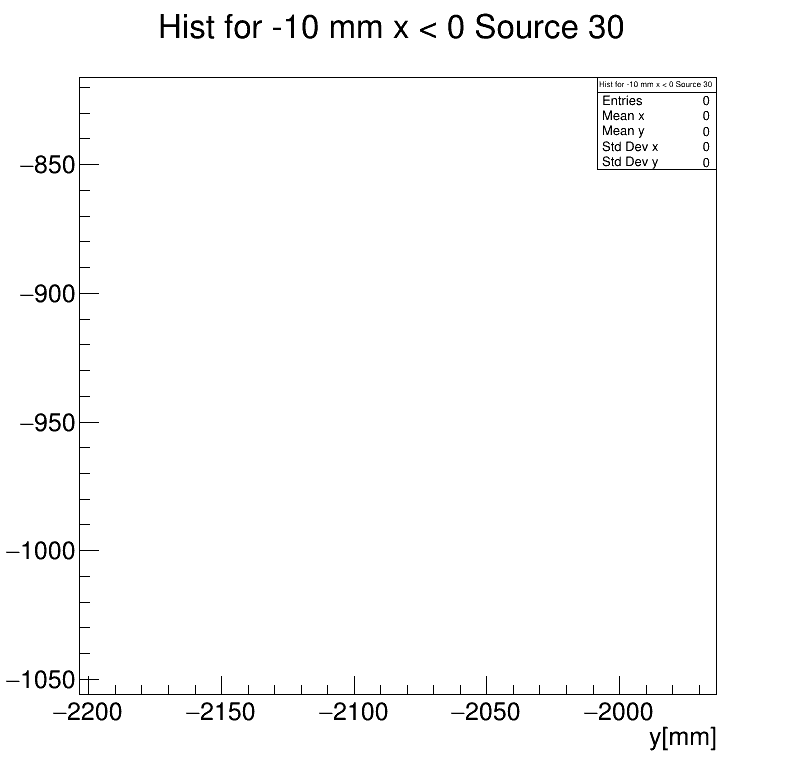 Hist for -10 mm x < 0 Source 30
Hist for -10 mm x < 0 Source 30
Entries 0
Mean x 0
Mean y 0
Std Dev x 0
Std Dev y 0
−850
−900
−950
−1000
−1050
−2200 −2150 −2100 −2050 −2000
y[mm]